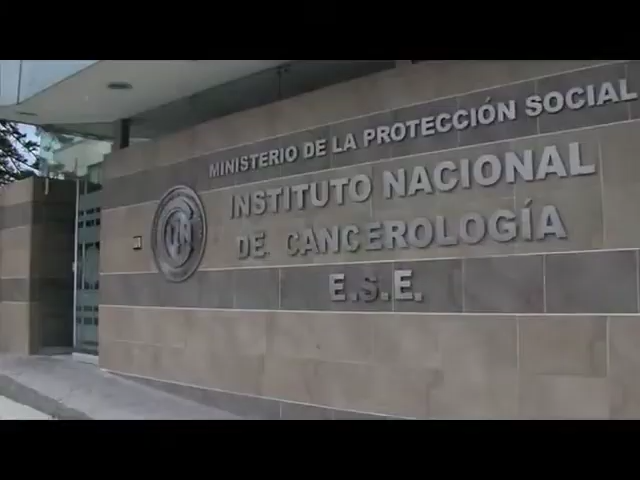 MINISTERIO DE LA PROTECCIÓN SOCIAL
INSTITUTO NACIONAL
DE CANCEROLOGÍA
E.S.E.